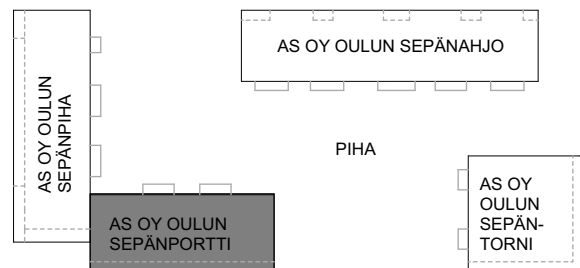 AS OY OULUN
SEPÄNPIHA
AS OY OULUN SEPÄNAHJO
PIHA
AS OY OULUN
SEPÄNPORTTI
AS OY
OULUN
SEPÄN-
TORNI